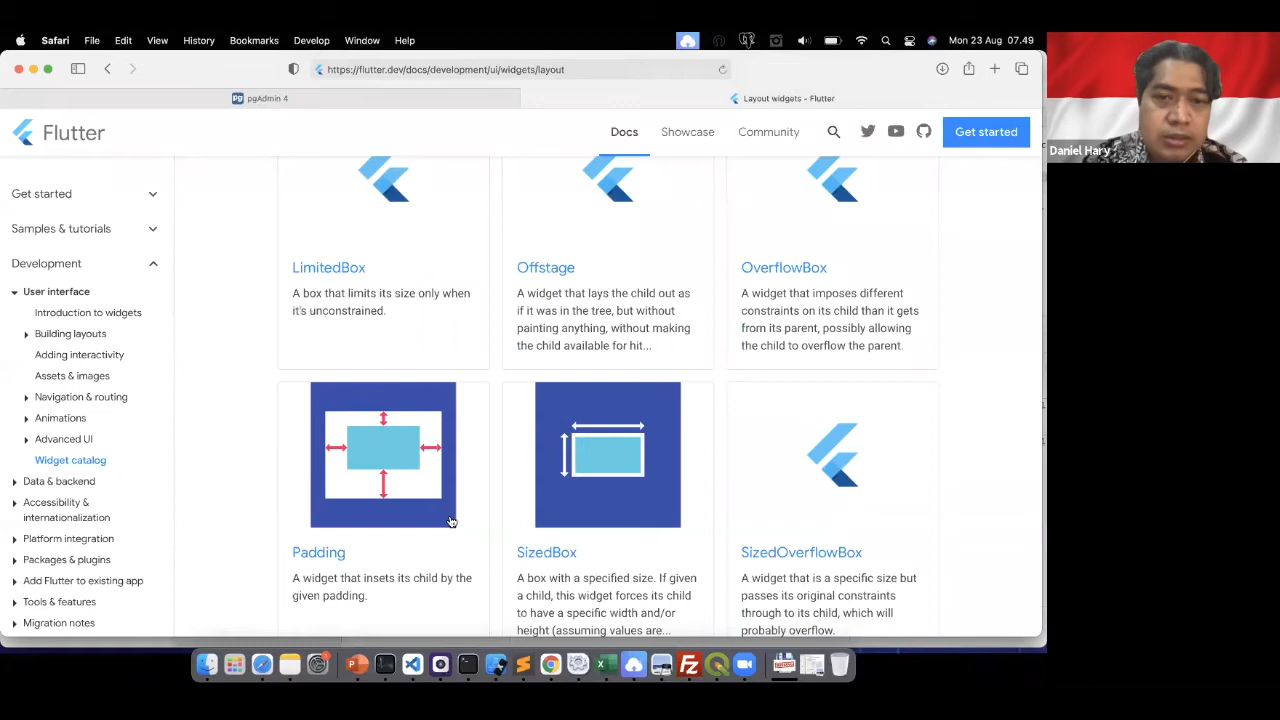 Safari File Edit View History Bookmarks Develop Window Help Mon 23 Aug 07.49
https://flutter.dev/docs/development/ui/widgets/layout
pgAdmin 4
Layout widgets - Flutter
Flutter
Docs Showcase Community Get started
Daniel Hary
Get started
Samples & tutorials
Development
User interface
Introduction to widgets
Building layouts
Adding interactivity
Assets & images
Navigation & routing
Animations
Advanced UI
Widget catalog
Data & backend
Accessibility &
internationalization
Platform integration
Packages & plugins
Add Flutter to existing app
Tools & features
Migration notes
LimitedBox
A box that limits its size only when
it's unconstrained.
Offstage
A widget that lays the child out as
if it was in the tree, but without
painting anything, without making
the child available for hit...
OverflowBox
A widget that imposes different
constraints on its child than it gets
from its parent, possibly allowing
the child to overflow the parent.
Padding
A widget that insets its child by the
given padding.
SizedBox
A box with a specified size. If given
a child, this widget forces its child
to have a specific width and/or
height (assuming values are...
SizedOverflowBox
A widget that is a specific size but
passes its original constraints
through to its child, which will
probably overflow.